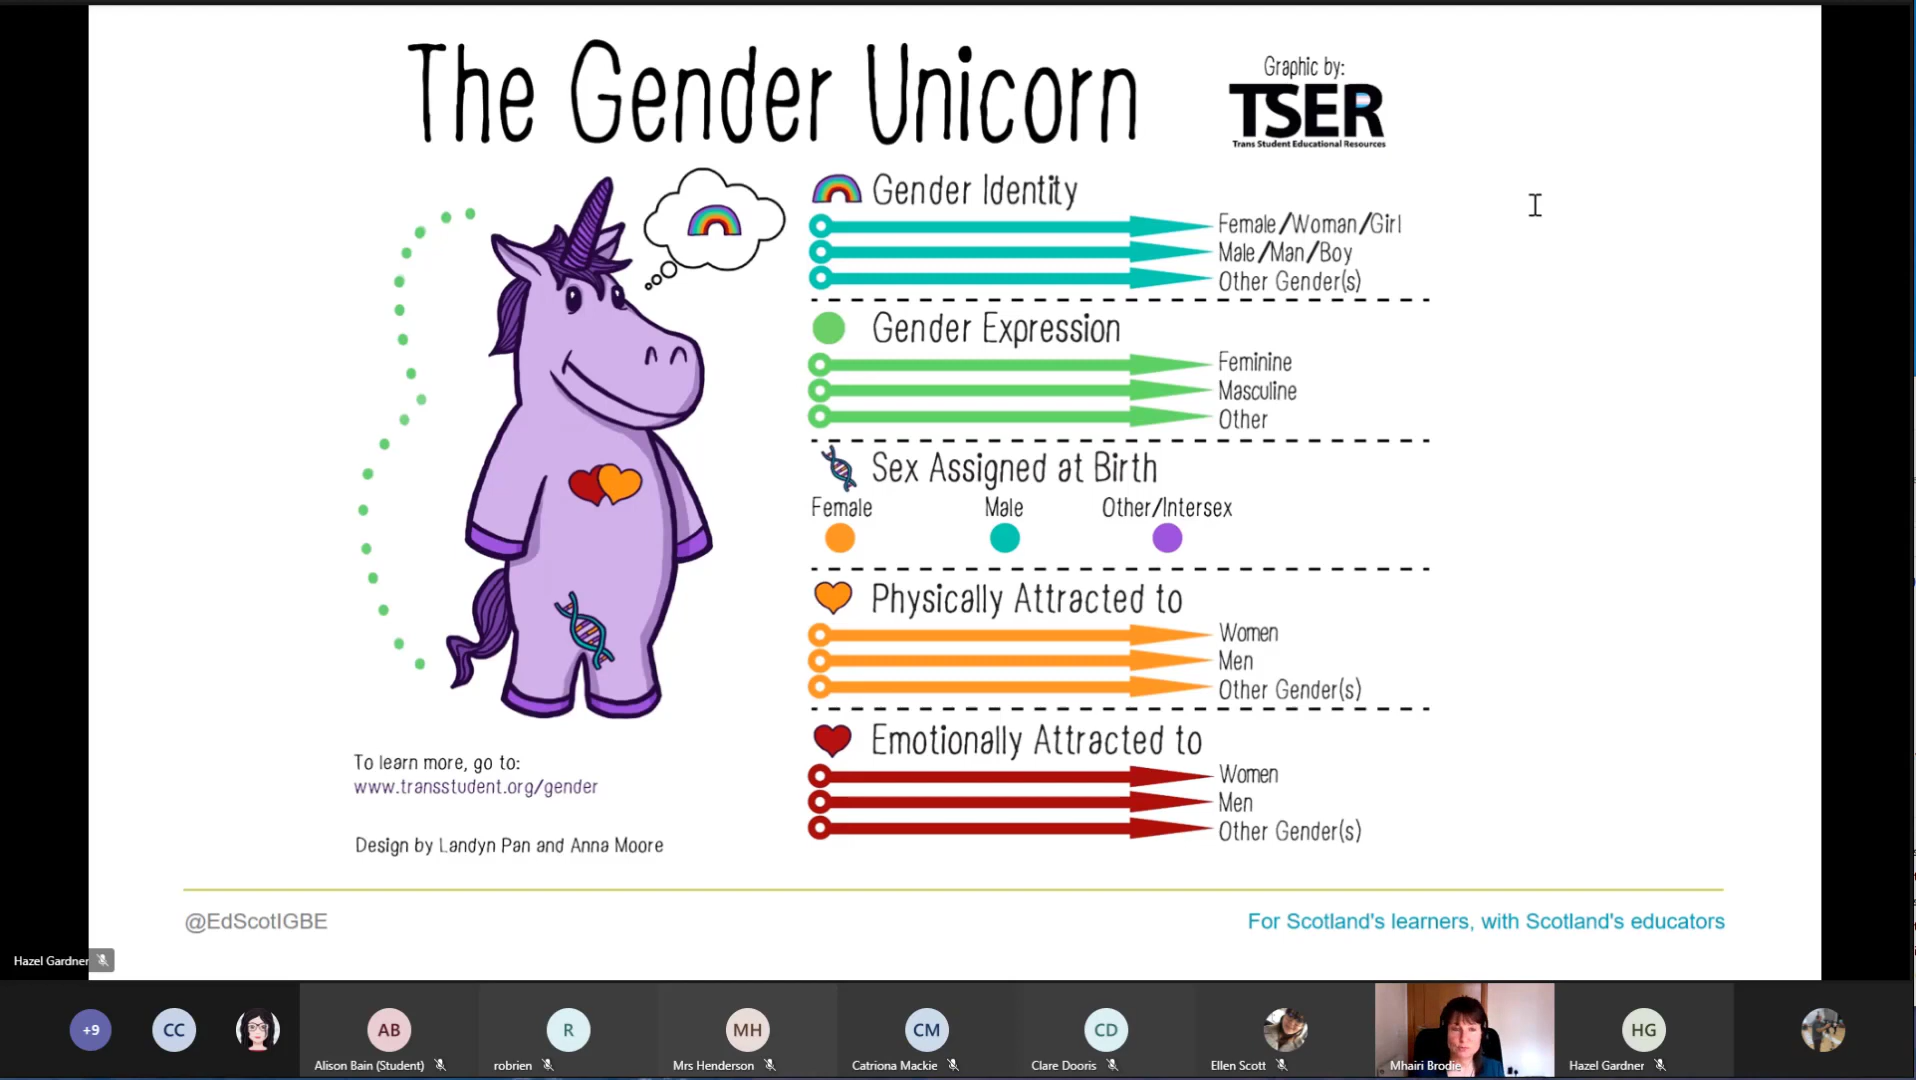 The Gender Unicorn
Graphic by:
TSER
Trans Student Educational Resources
Gender Identity
Female/Woman/Girl
Male/Man/Boy
Other Gender(s)
Gender Expression
Feminine
Masculine
Other
Sex Assigned at Birth
Female Male Other/Intersex
Physically Attracted to
Women
Men
Other Gender(s)
Emotionally Attracted to
Women
Men
Other Gender(s)
To learn more, go to:
www.transstudent.org/gender
Design by Landyn Pan and Anna Moore
@EdScotIGBE
For Scotland's learners, with Scotland's educators
Hazel Gardner
+9 CC AB R MH CM CD HG
Alison Bain (Student) robrien Mrs Henderson Catriona Mackie Clare Dooris Ellen Scott Mhairi Brodie Hazel Gardner